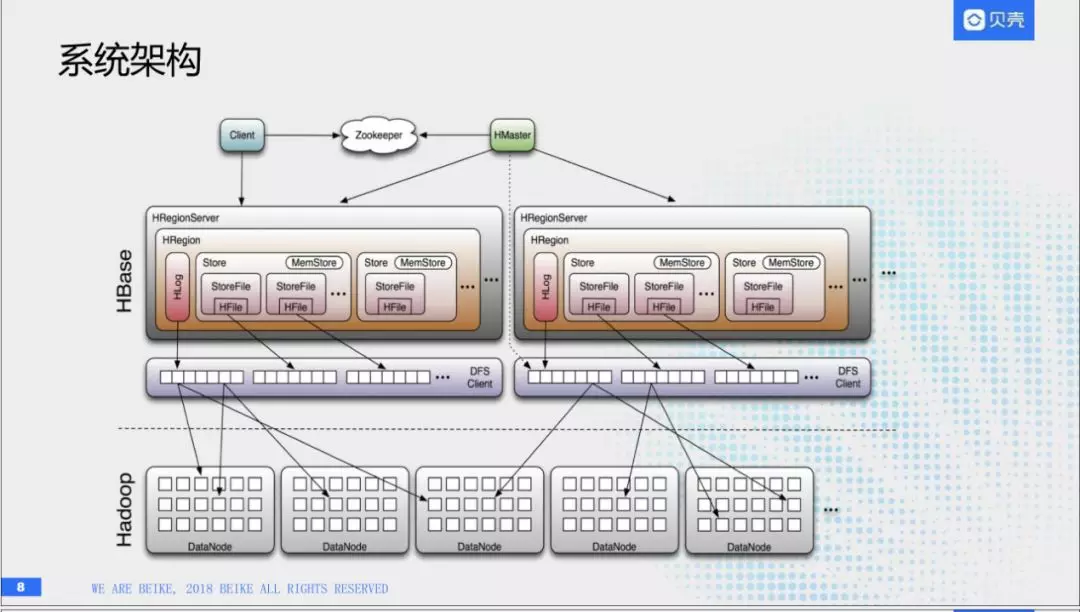 贝壳
系统架构
Client
Zookeeper
HMaster
HBase
HRegionServer
HRegion
HLog
Store
MemStore
StoreFile
HFile
StoreFile
HFile
...
Store
MemStore
StoreFile
HFile
...
...
HRegionServer
HRegion
HLog
Store
MemStore
StoreFile
HFile
StoreFile
HFile
...
Store
MemStore
StoreFile
HFile
...
...
...
...
DFS
Client
...
DFS
Client
Hadoop
DataNode
DataNode
DataNode
DataNode
DataNode
...
8
WE ARE BEIKE, 2018 BEIKE ALL RIGHTS RESERVED